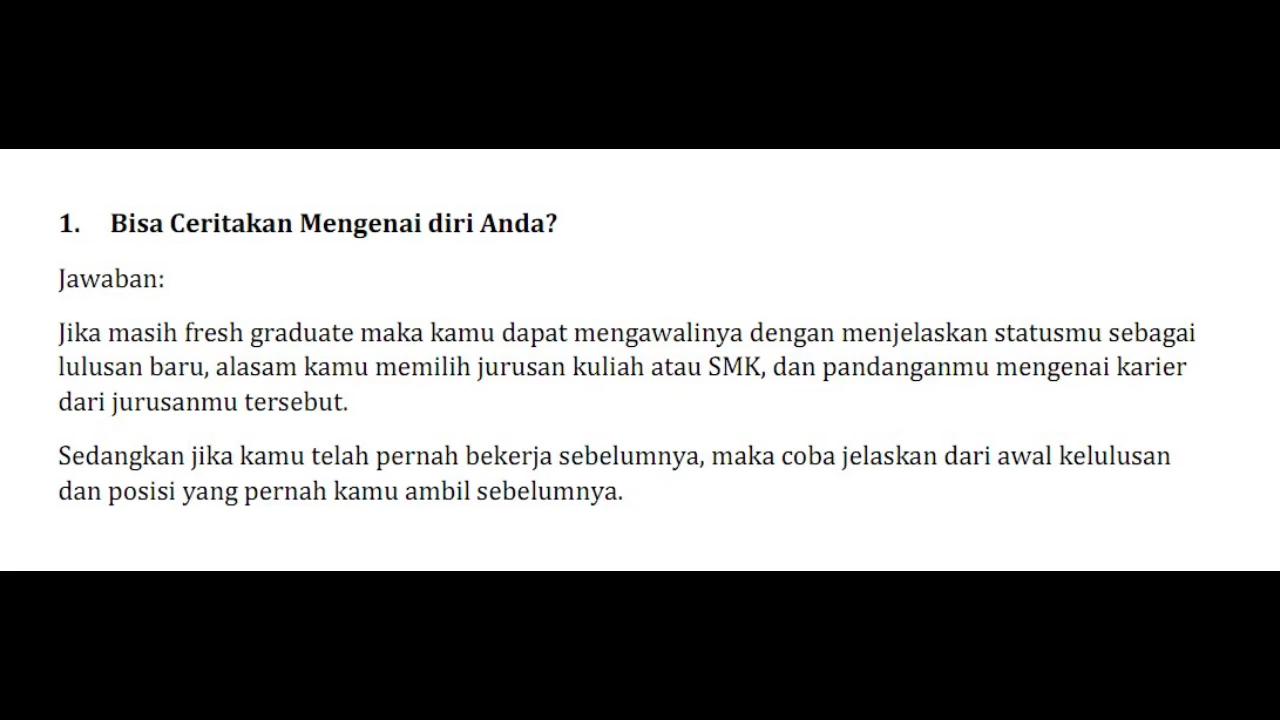 1. Bisa Ceritakan Mengenai diri Anda?
Jawaban:
Jika masih fresh graduate maka kamu dapat mengawalinya dengan menjelaskan statusmu sebagai
lulusan baru, alasam kamu memilih jurusan kuliah atau SMK, dan pandanganmu mengenai karier
dari jurusanmu tersebut.
Sedangkan jika kamu telah pernah bekerja sebelumnya, maka coba jelaskan dari awal kelulusan
dan posisi yang pernah kamu ambil sebelumnya.